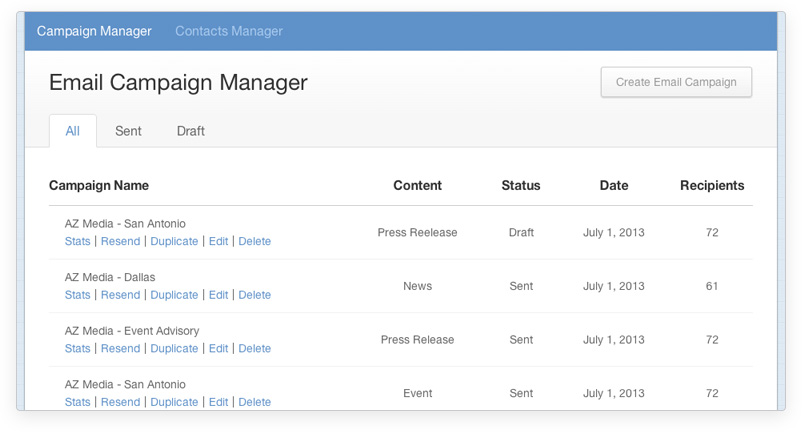 Campaign Manager Contacts Manager
Email Campaign Manager Create Email Campaign
All Sent Draft
Campaign Name Content Status Date Recipients
AZ Media - San Antonio
Stats | Resend | Duplicate | Edit | Delete Press Reelease Draft July 1, 2013 72
AZ Media - Dallas
Stats | Resend | Duplicate | Edit | Delete News Sent July 1, 2013 61
AZ Media - Event Advisory
Stats | Resend | Duplicate | Edit | Delete Press Release Sent July 1, 2013 72
AZ Media - San Antonio
Stats | Resend | Duplicate | Edit | Delete Event Sent July 1, 2013 72